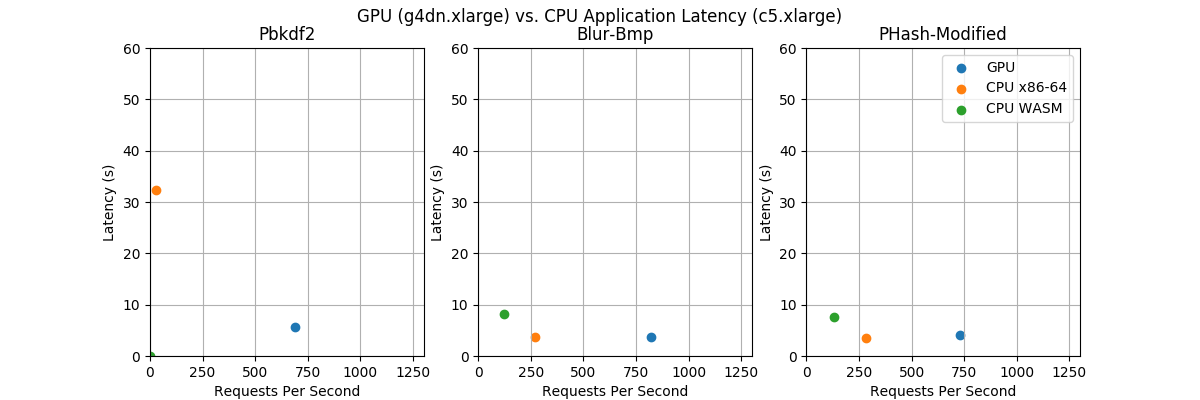 GPU (g4dn.xlarge) vs. CPU Application Latency (c5.xlarge)
Pbkdf2
60
50
40
30
20
10
0
Latency (s)
0 250 500 750 1000 1250
Requests Per Second
Blur-Bmp
60
50
40
30
20
10
0
Latency (s)
0 250 500 750 1000 1250
Requests Per Second
PHash-Modified
60
50
40
30
20
10
0
Latency (s)
0 250 500 750 1000 1250
Requests Per Second
GPU
CPU x86-64
CPU WASM